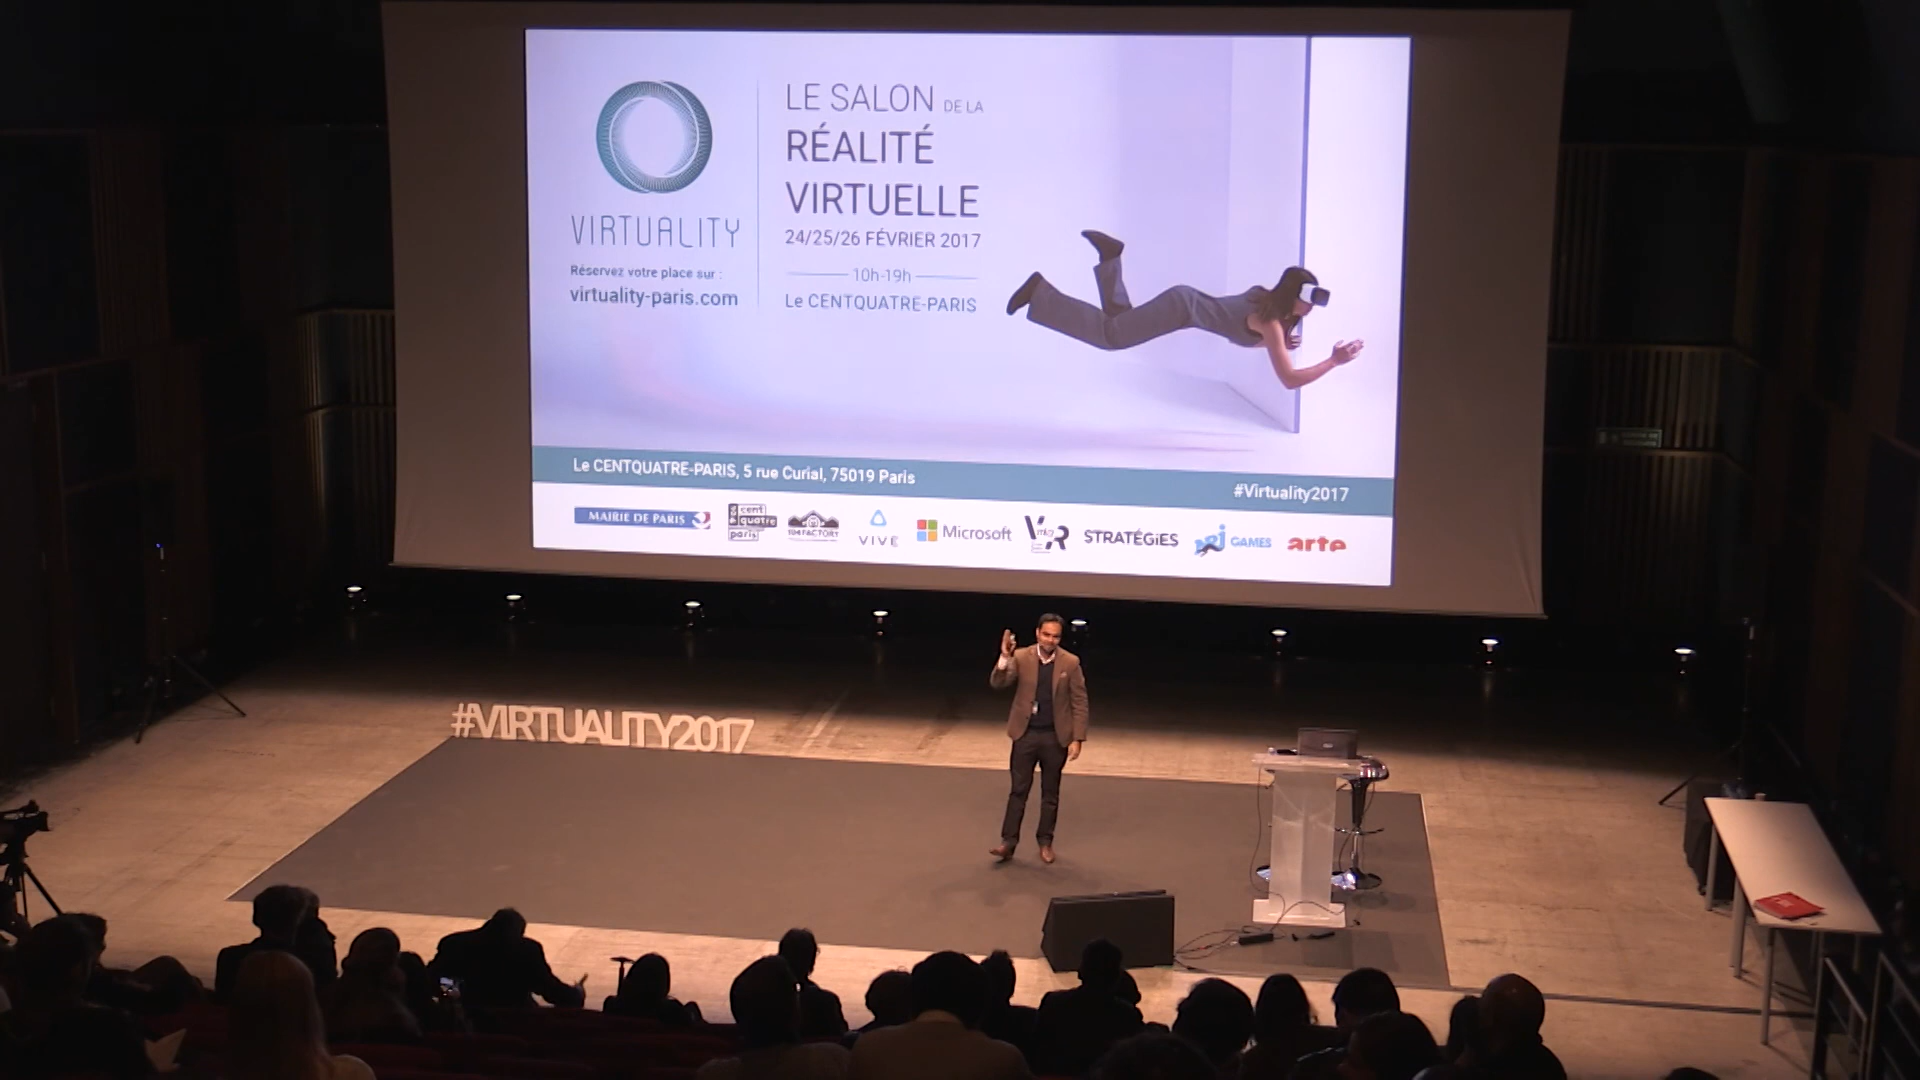 VIRTUALITY
Réservez votre place sur :
virtuality-paris.com
LE SALON DE LA
RÉALITÉ
VIRTUELLE
24/25/26 FÉVRIER 2017
10h-19h
Le CENTQUATRE-PARIS
Le CENTQUATRE-PARIS, 5 rue Curial, 75019 Paris
#Virtuality2017
MAIRIE DE PARIS
cent
quatre
paris
104FACTORY
VIVE
Microsoft
STRATÉGiES
NRJ GAMES
arte
#VIRTUALITY2017